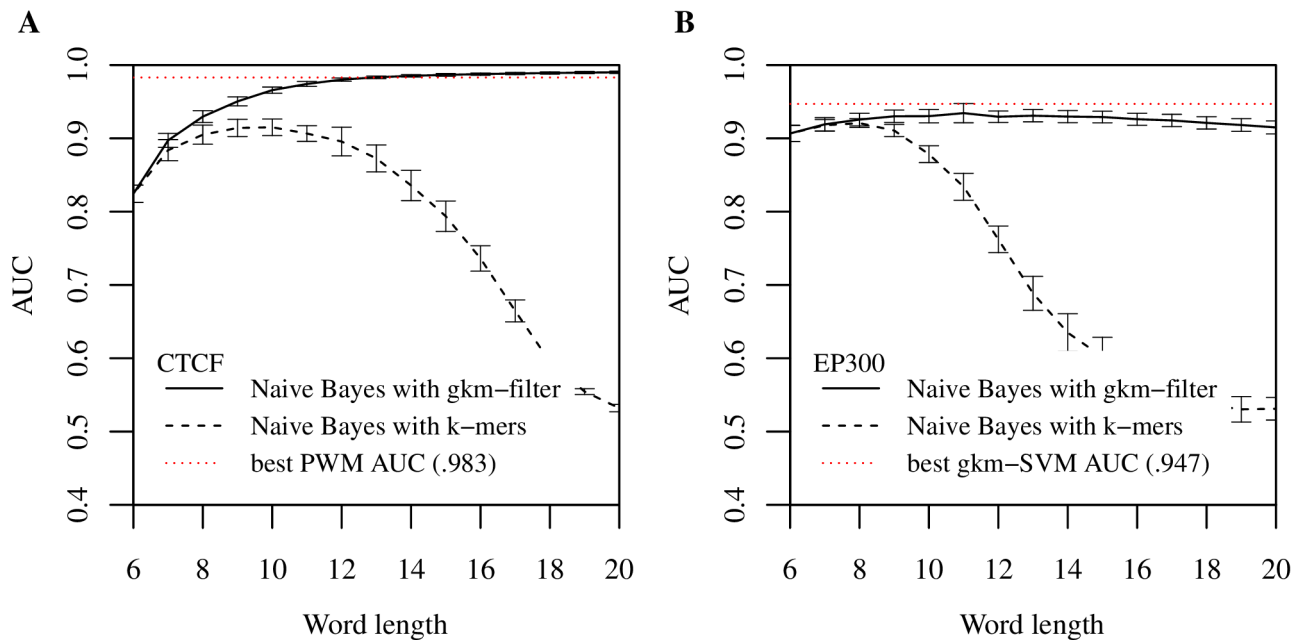 A
1.0
0.9
0.8
0.7
0.6
0.5
0.4
AUC
CTCF
Naive Bayes with gkm−filter
Naive Bayes with k−mers
best PWM AUC (.983)
6 8 10 12 14 16 18 20
Word length
B
1.0
0.9
0.8
0.7
0.6
0.5
0.4
AUC
EP300
Naive Bayes with gkm−filter
Naive Bayes with k−mers
best gkm−SVM AUC (.947)
6 8 10 12 14 16 18 20
Word length